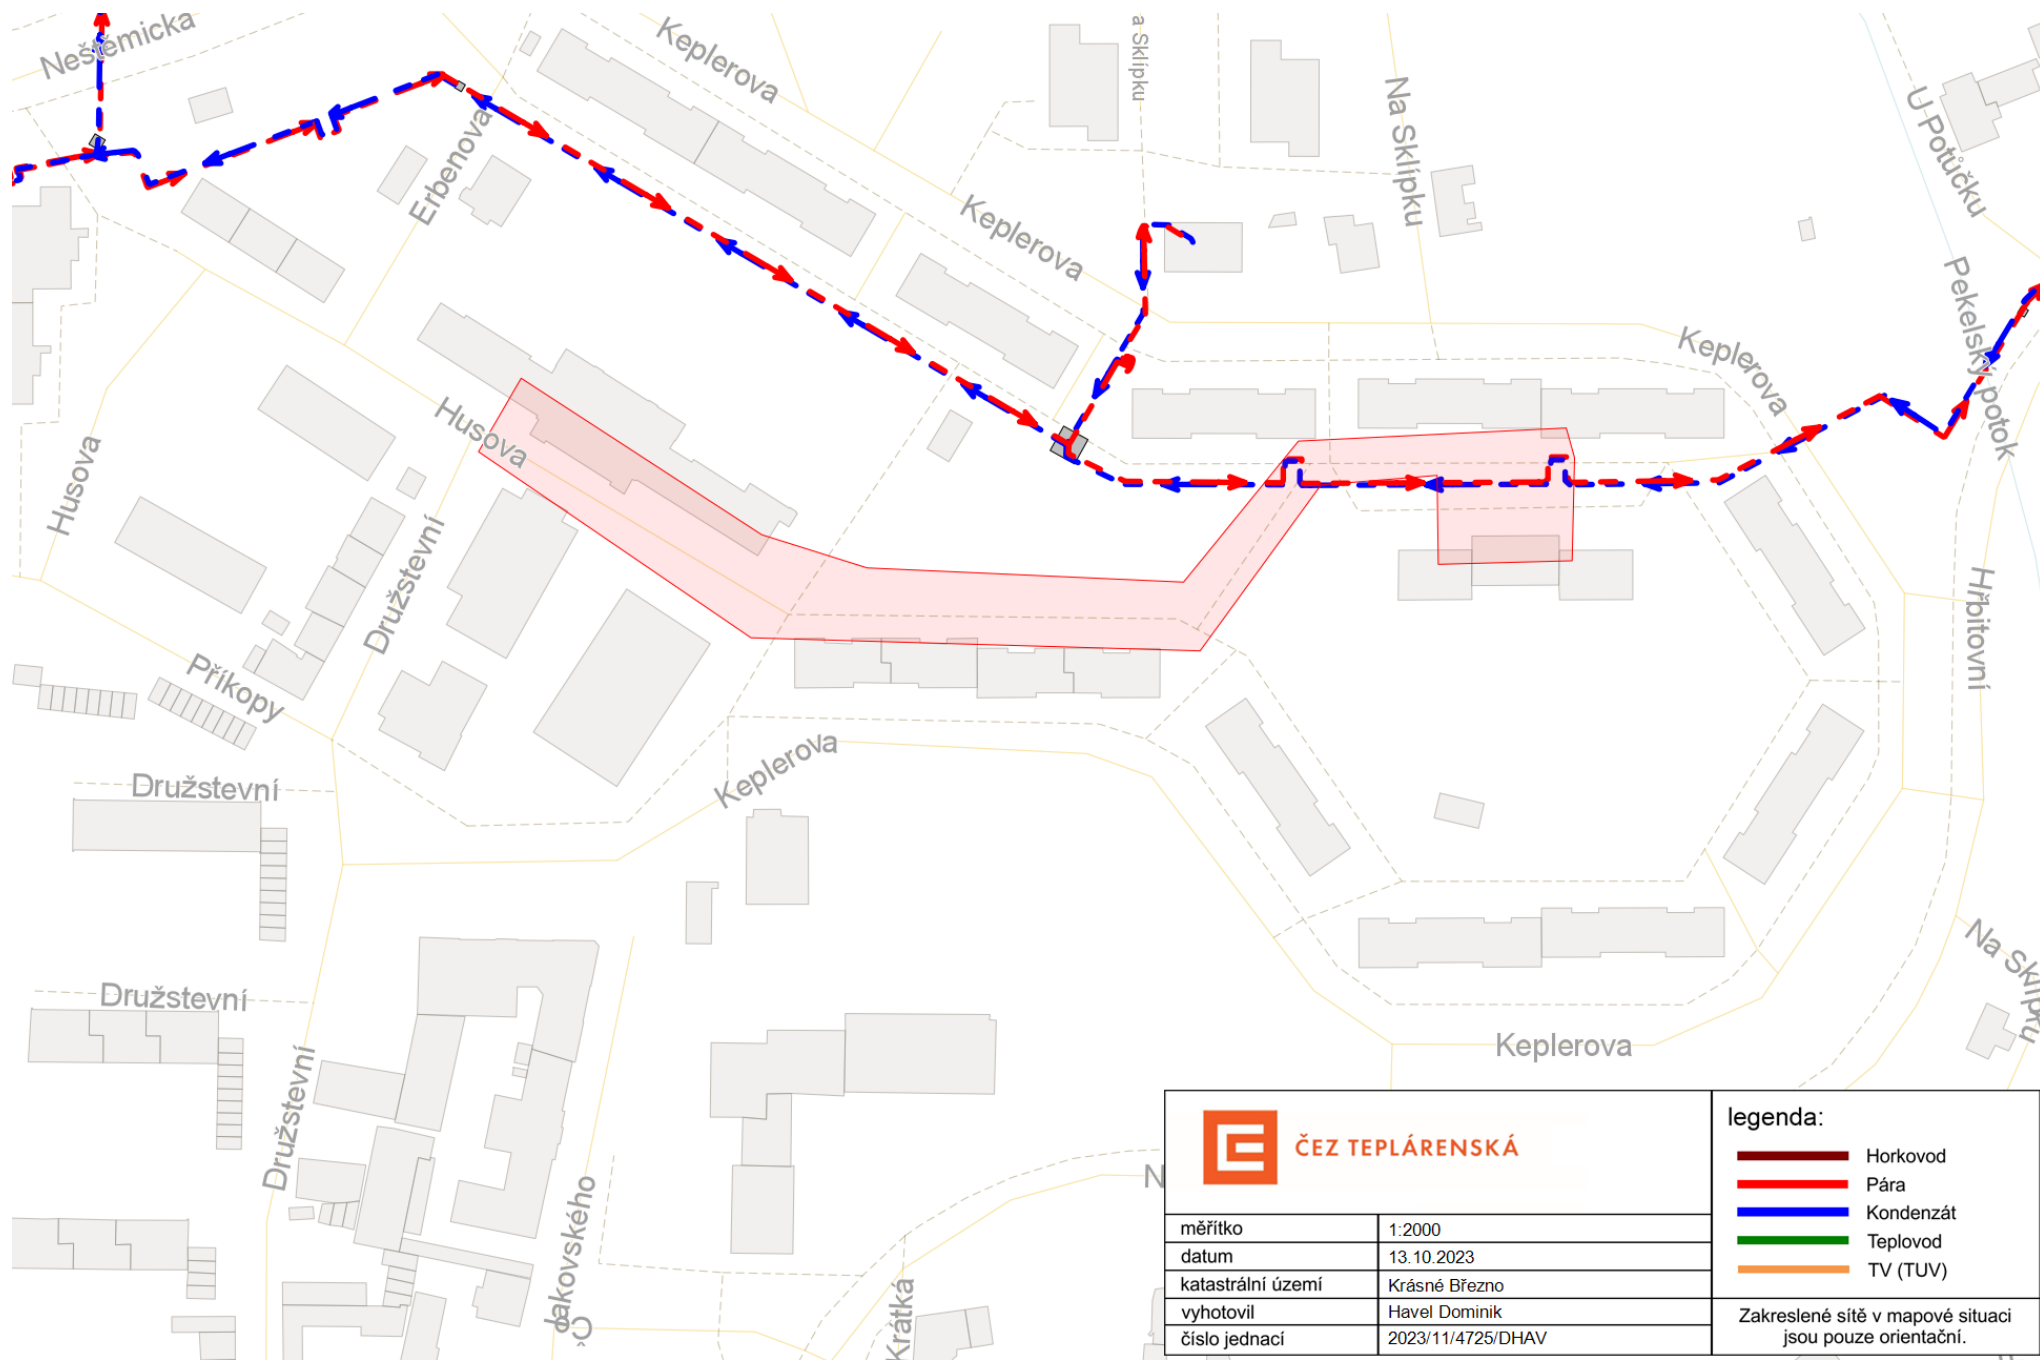 Neštěmická
Keplerova
a Sklípku
Na Sklípku
U Potůčku
Erbenova
Keplerova
Pekelský potok
Keplerova
Husova
Husova
Družstevní
Hřbitovní
Příkopy
Keplerova
Družstevní
Na Sklípku
Družstevní
Keplerova
Družstevní
Jakovského
Krátká
N
Č
ČEZ TEPLÁRENSKÁ
měřítko 1:2000
datum 13.10.2023
katastrální území Krásné Březno
vyhotovil Havel Dominik
číslo jednací 2023/11/4725/DHAV
legenda:
Horkovod
Pára
Kondenzát
Teplovod
TV (TUV)
Zakreslené sítě v mapové situaci
jsou pouze orientační.